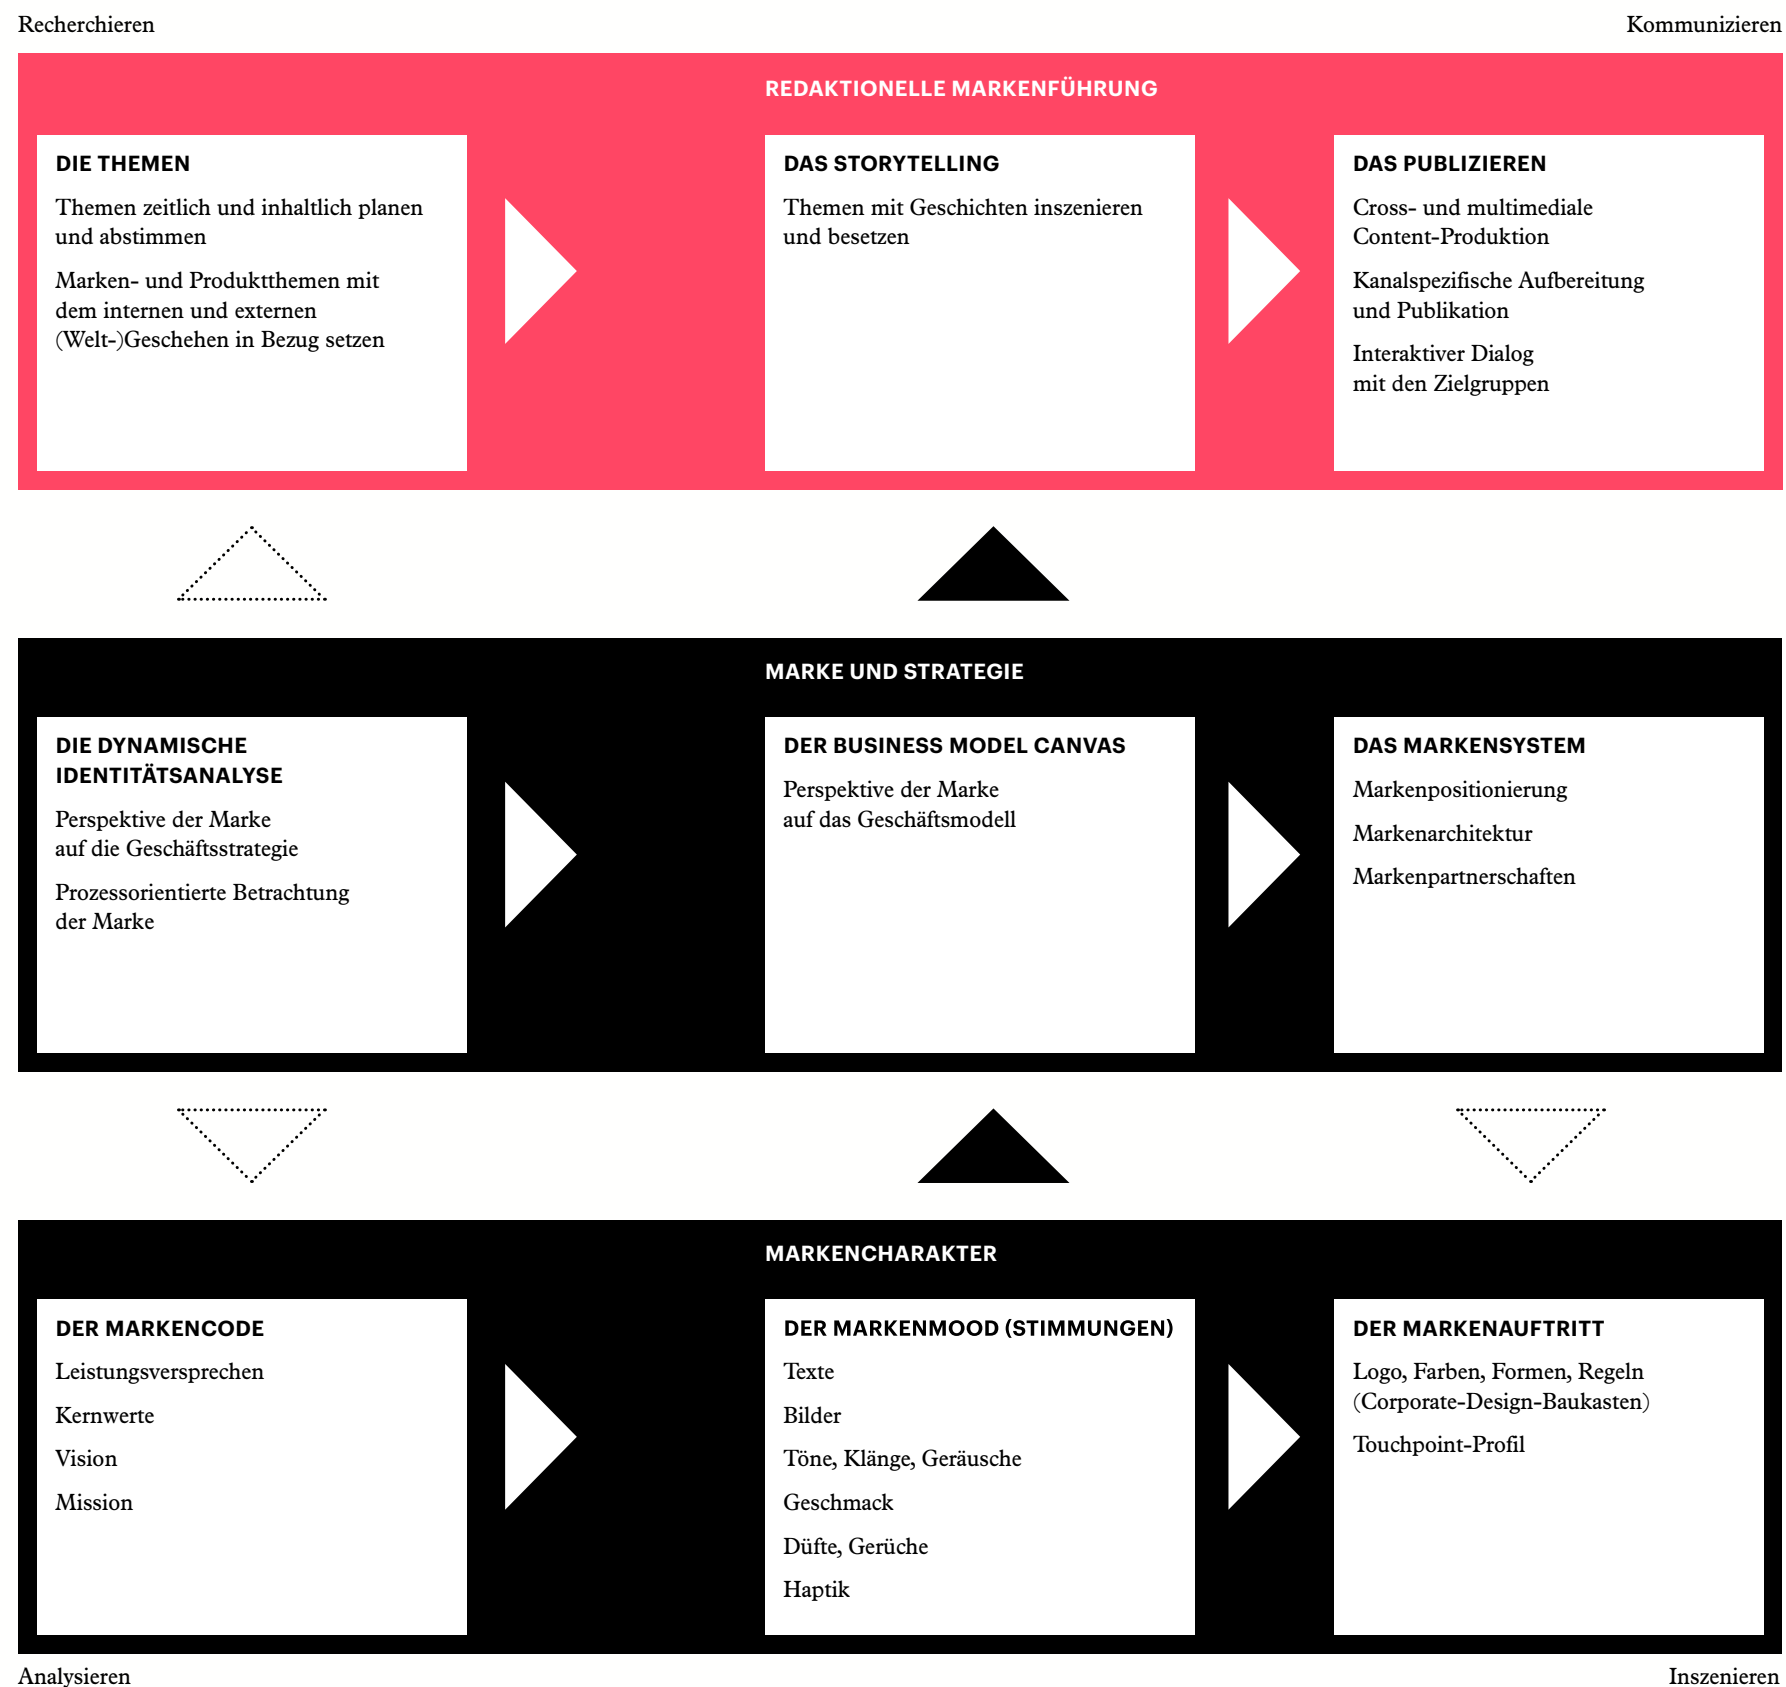 Recherchieren
Kommunizieren
REDAKTIONELLE MARKENFÜHRUNG
DIE THEMEN
Themen zeitlich und inhaltlich planen
und abstimmen
Marken- und Produktthemen mit
dem internen und externen
(Welt-)Geschehen in Bezug setzen
DAS STORYTELLING
Themen mit Geschichten inszenieren
und besetzen
DAS PUBLIZIEREN
Cross- und multimediale
Content-Produktion
Kanalspezifische Aufbereitung
und Publikation
Interaktiver Dialog
mit den Zielgruppen
MARKE UND STRATEGIE
DIE DYNAMISCHE
IDENTITÄTSANALYSE
Perspektive der Marke
auf die Geschäftsstrategie
Prozessorientierte Betrachtung
der Marke
DER BUSINESS MODEL CANVAS
Perspektive der Marke
auf das Geschäftsmodell
DAS MARKENSYSTEM
Markenpositionierung
Markenarchitektur
Markenpartnerschaften
MARKENCHARAKTER
DER MARKENCODE
Leistungsversprechen
Kernwerte
Vision
Mission
DER MARKENMOOD (STIMMUNGEN)
Texte
Bilder
Töne, Klänge, Geräusche
Geschmack
Düfte, Gerüche
Haptik
DER MARKENAUFTRITT
Logo, Farben, Formen, Regeln
(Corporate-Design-Baukasten)
Touchpoint-Profil
Analysieren
Inszenieren